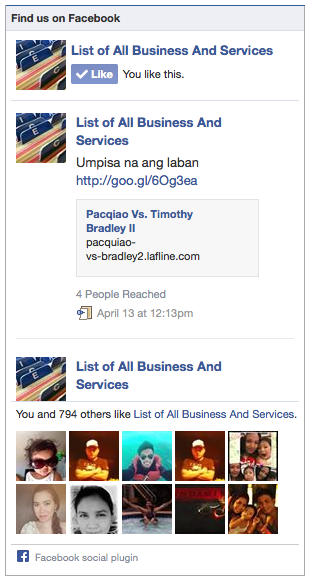 Find us on Facebook
List of All Business And Services
Like You like this.
List of All Business And
Services
Umpisa na ang laban
http://goo.gl/6Og3ea
Pacqiao Vs. Timothy
Bradley II
pacquiao-
vs-bradley2.lafline.com
4 People Reached
April 13 at 12:13pm
List of All Business And
Services
You and 794 others like List of All Business And Services.
Facebook social plugin